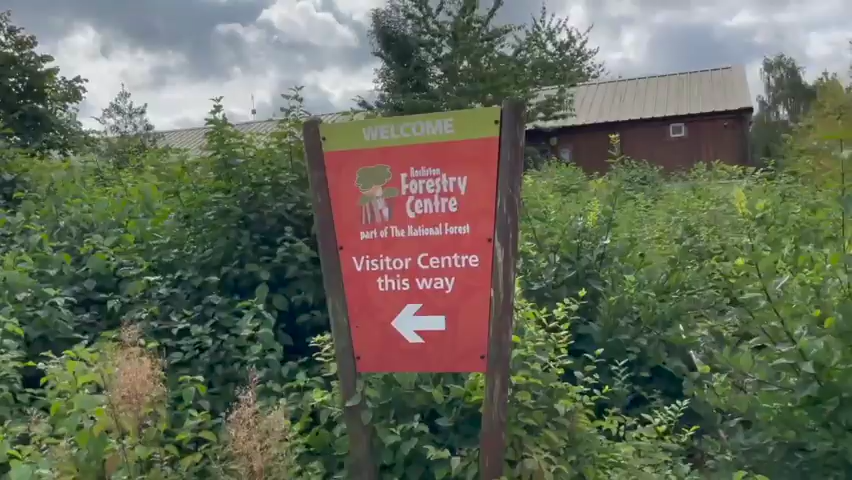 WELCOME
Rosliston
Forestry
Centre
part of The National Forest
Visitor Centre
this way